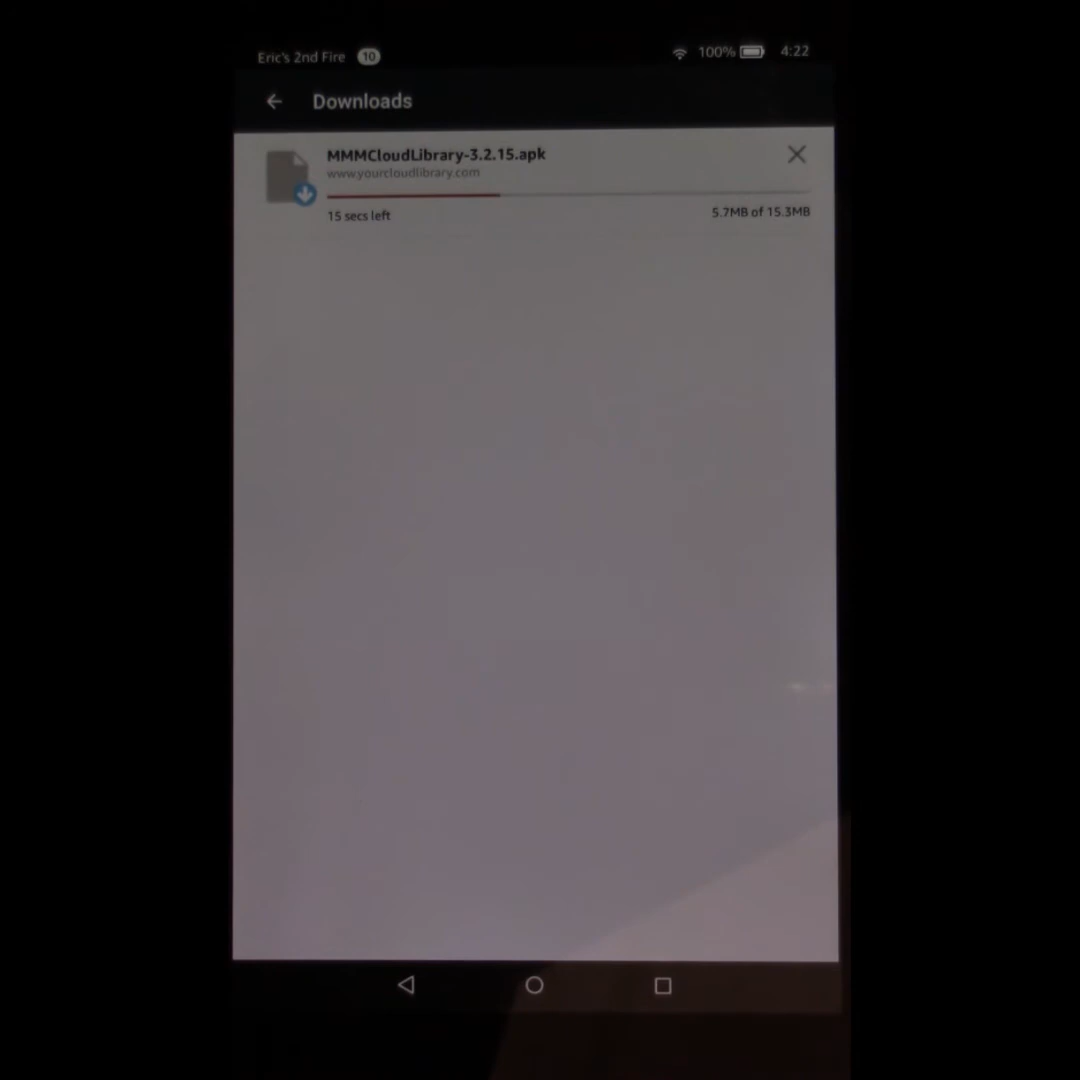 Eric's 2nd Fire 10 100% 4:22
Downloads
MMMCloudLibrary-3.2.15.apk
www.yourcloudlibrary.com
15 secs left 5.7MB of 15.3MB